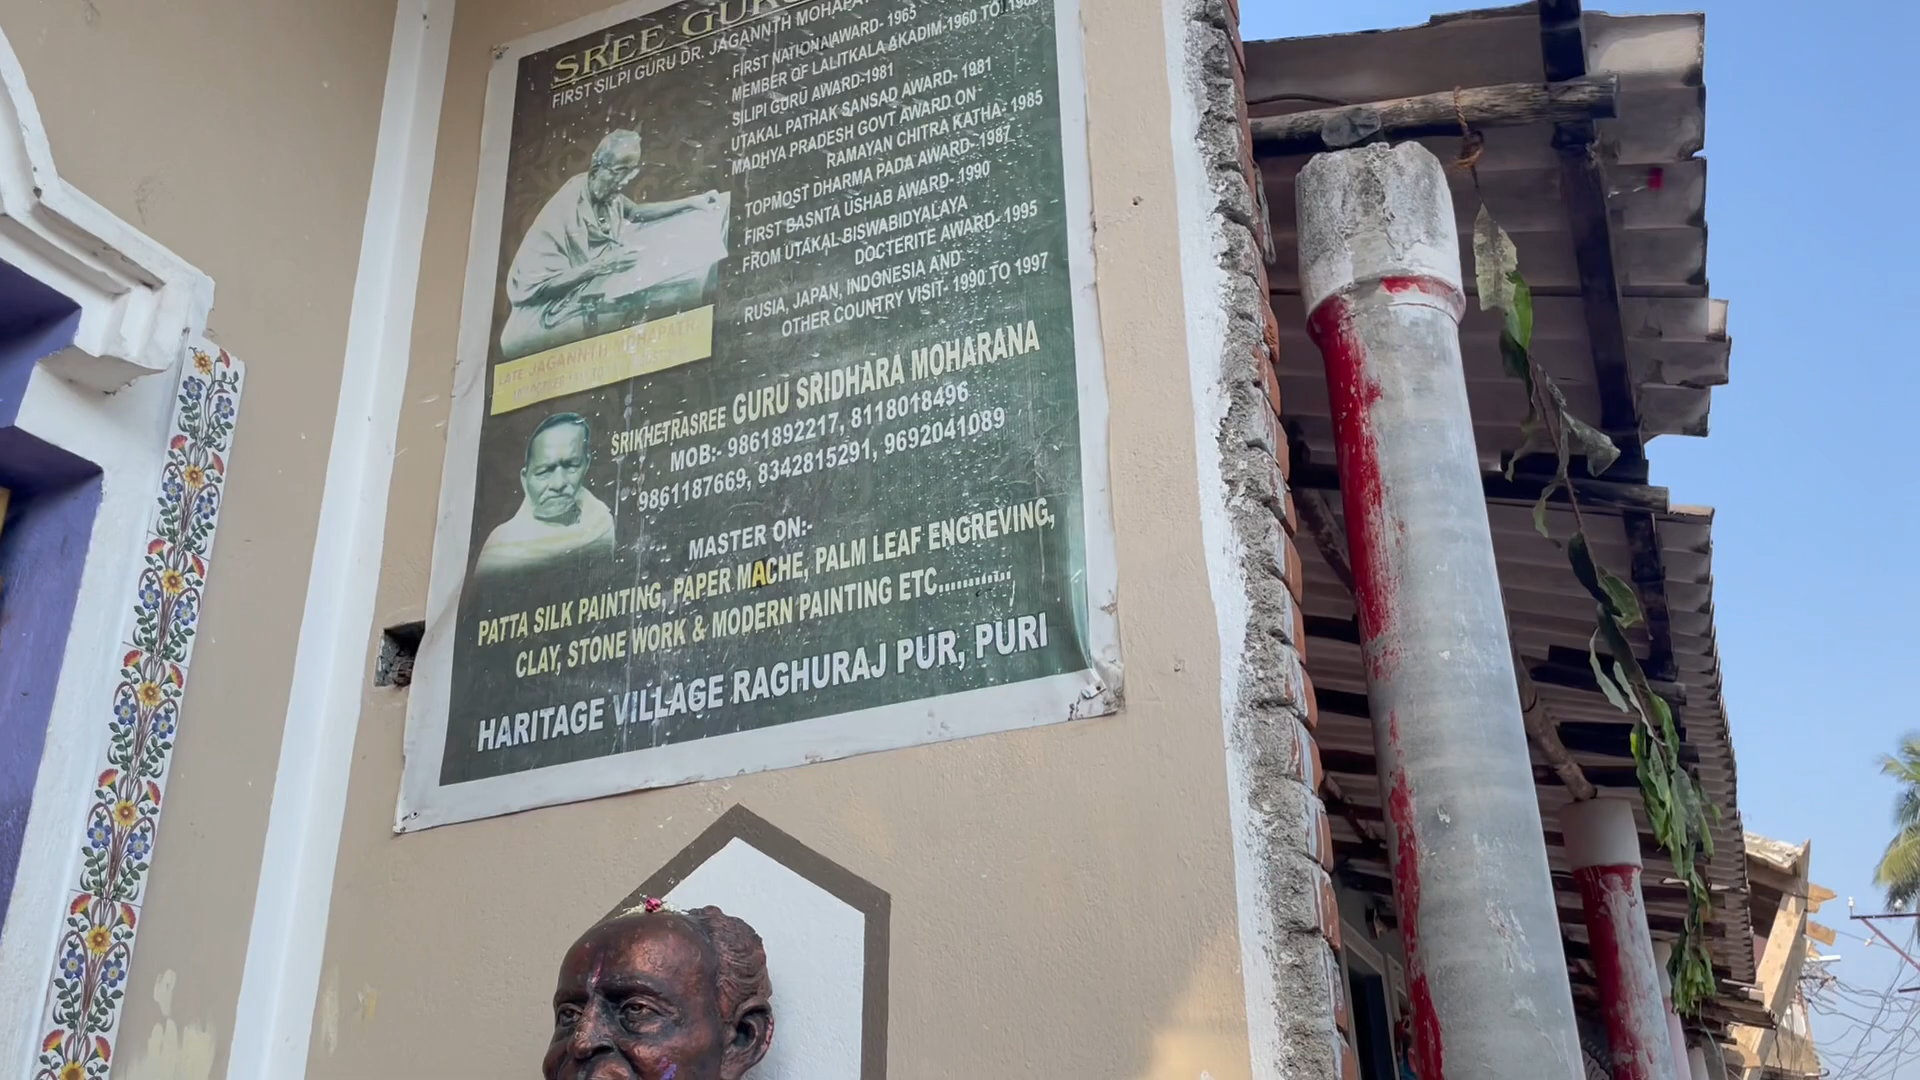 SREE GURU
FIRST SILPI GURU DR. JAGANNTH MOHAPAT
FIRST NATIONAL AWARD- 1965
MEMBER OF LALITKALA AKADIM-1960 TO
SILIPI GURU AWARD-1981
UTAKAL PATHAK SANSAD AWARD- 1981
MADHYA PRADESH GOVT AWARD ON
RAMAYAN CHITRA KATHA- 1985
TOPMOST DHARMA PADA AWARD- 1987
FIRST BASNTA USHAB AWARD- 1990
FROM UTAKAL BISWABIDYALAYA
DOCTERITE AWARD- 1995
RUSIA, JAPAN, INDONESIA AND
OTHER COUNTRY VISIT- 1990 TO 1997
LATE JAGANNTH MOHAPATR
SRIKHETRASREE GURU SRIDHARA MOHARANA
MOB:- 9861892217, 8118018496
9861187669, 8342815291, 9692041089
MASTER ON:-
PATTA SILK PAINTING, PAPER MACHE, PALM LEAF ENGREVING,
CLAY, STONE WORK & MODERN PAINTING ETC............
HARITAGE VILLAGE RAGHURAJ PUR, PURI